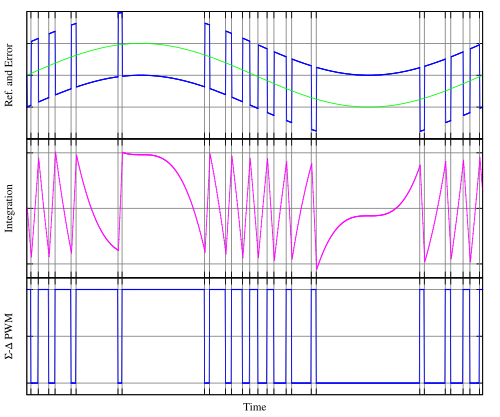 Ref. and Error
Integration
Σ-Δ PWM
Time